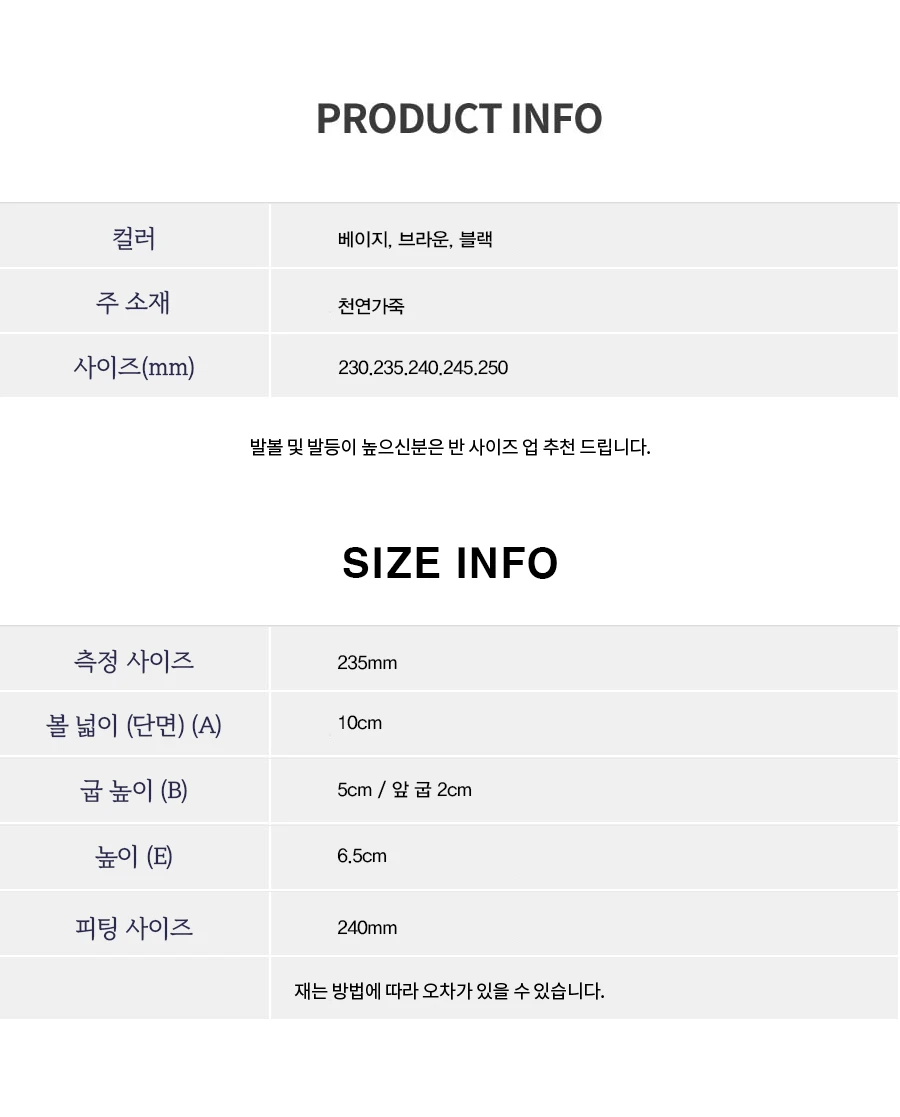 PRODUCT INFO
컬러 베이지, 브라운, 블랙
주 소재 천연가죽
사이즈(mm) 230.235.240.245.250
발볼 및 발등이 높으신분은 반 사이즈 업 추천 드립니다.
SIZE INFO
측정 사이즈 235mm
볼 넓이 (단면) (A) 10cm
굽 높이 (B) 5cm / 앞 굽 2cm
높이 (E) 6.5cm
피팅 사이즈 240mm
재는 방법에 따라 오차가 있을 수 있습니다.